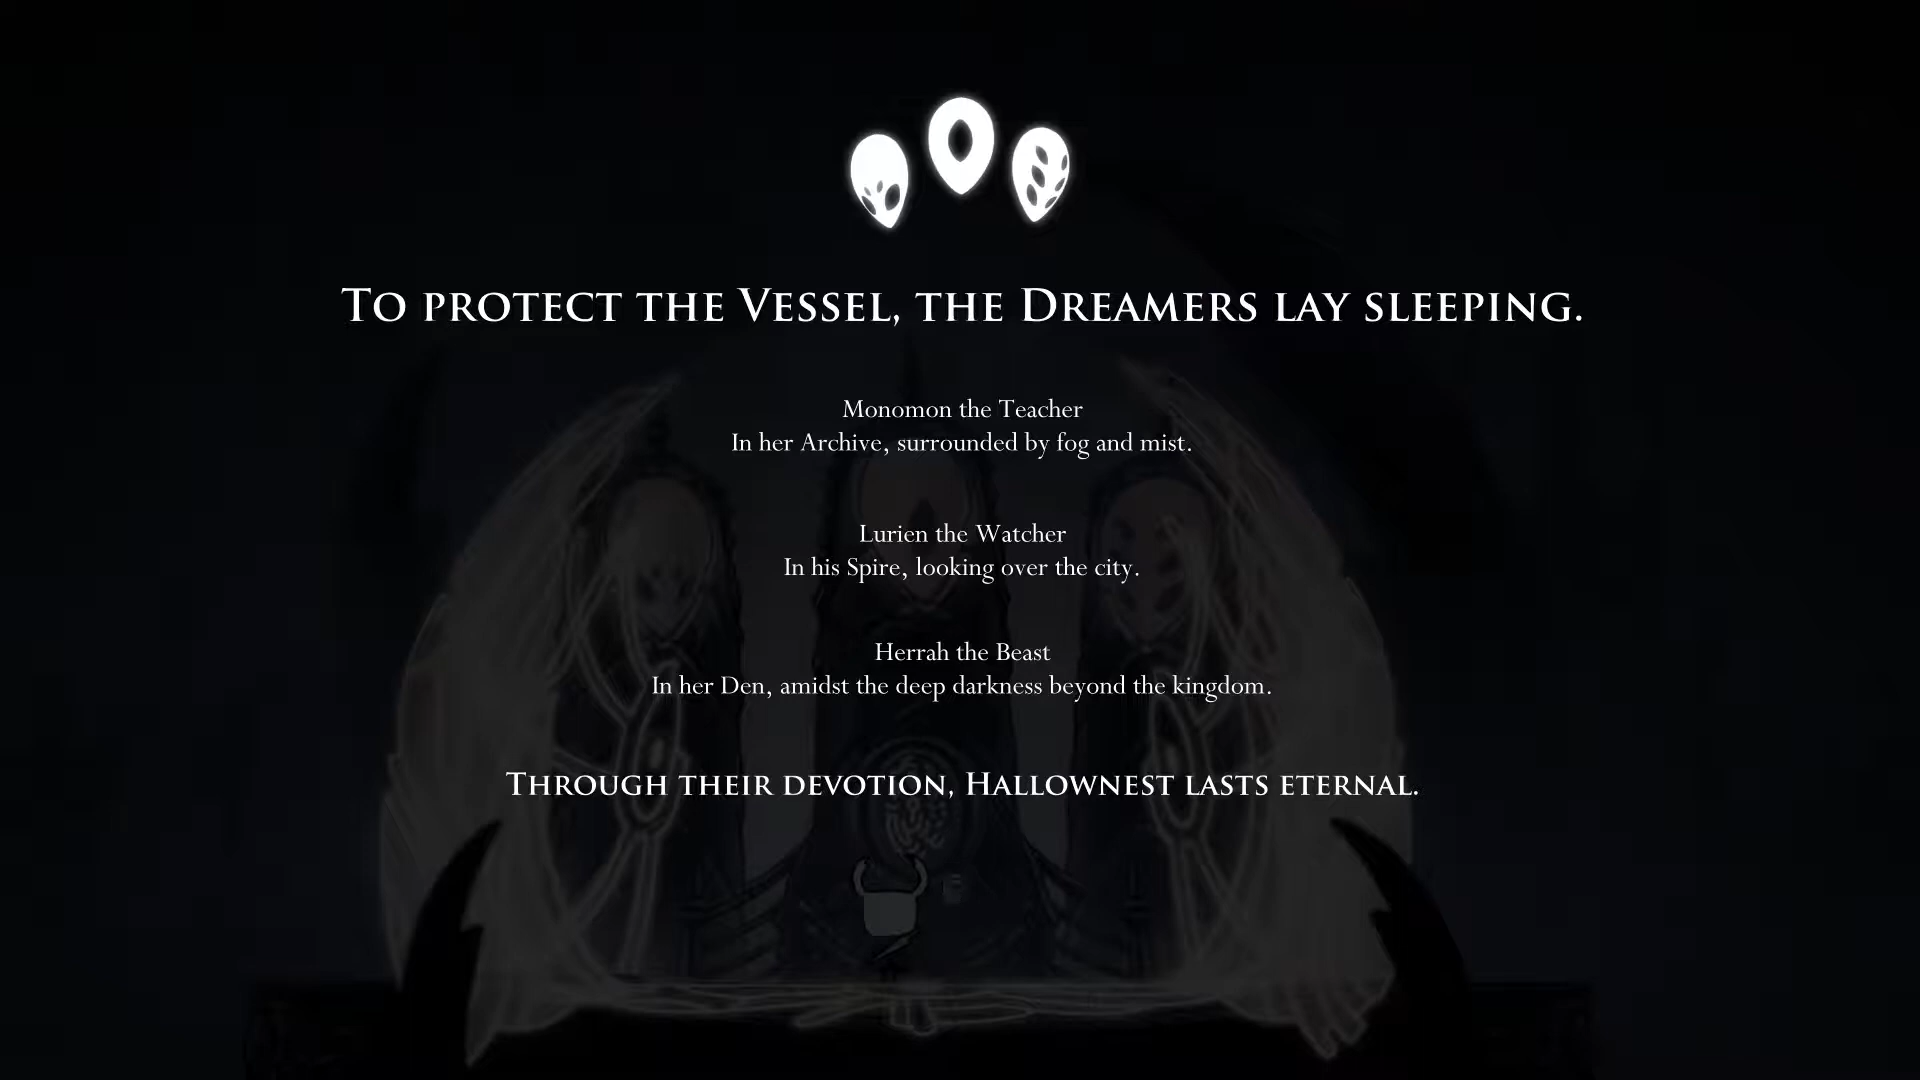 To protect the Vessel, the Dreamers lay sleeping.
Monomon the Teacher
In her Archive, surrounded by fog and mist.
Lurien the Watcher
In his Spire, looking over the city.
Herrah the Beast
In her Den, amidst the deep darkness beyond the kingdom.
Through their devotion, Hallownest lasts eternal.